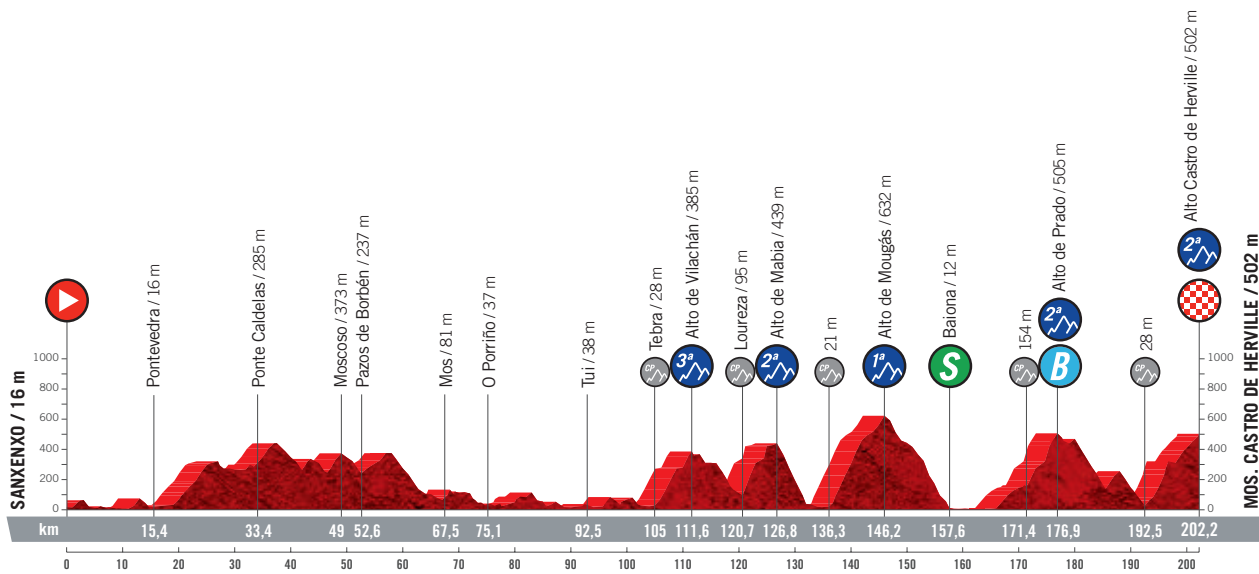 SANXENXO / 16 m
Pontevedra / 16 m
Ponte Caldelas / 285 m
Moscoso / 373 m
Pazos de Borbén / 237 m
Mos / 81 m
O Porriño / 37 m
Tui / 38 m
Tebra / 28 m
Alto de Vilachán / 385 m
Loureza / 95 m
Alto de Mabia / 439 m
21 m
Alto de Mougás / 632 m
Baiona / 12 m
154 m
Alto de Prado / 505 m
28 m
Alto Castro de Herville / 502 m
MOS. CASTRO DE HERVILLE / 502 m
CP
3ª
CP
2ª
CP
1ª
S
CP
2ª
B
CP
2ª
1000
800
600
400
200
0
1000
800
600
400
200
0
km 15,4 33,4 49 52,6 67,5 75,1 92,5 105 111,6 120,7 126,8 136,3 146,2 157,6 171,4 176,9 192,5 202,2
0 10 20 30 40 50 60 70 80 90 100 110 120 130 140 150 160 170 180 190 200